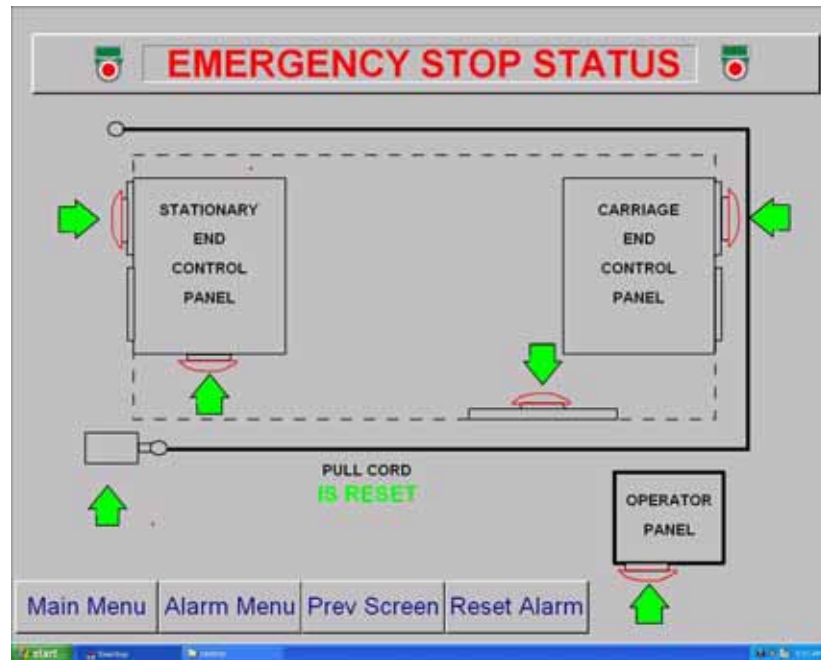 EMERGENCY STOP STATUS
STATIONARY
END
CONTROL
PANEL
CARRIAGE
END
CONTROL
PANEL
PULL CORD
IS RESET
OPERATOR
PANEL
Main Menu
Alarm Menu
Prev Screen
Reset Alarm
start